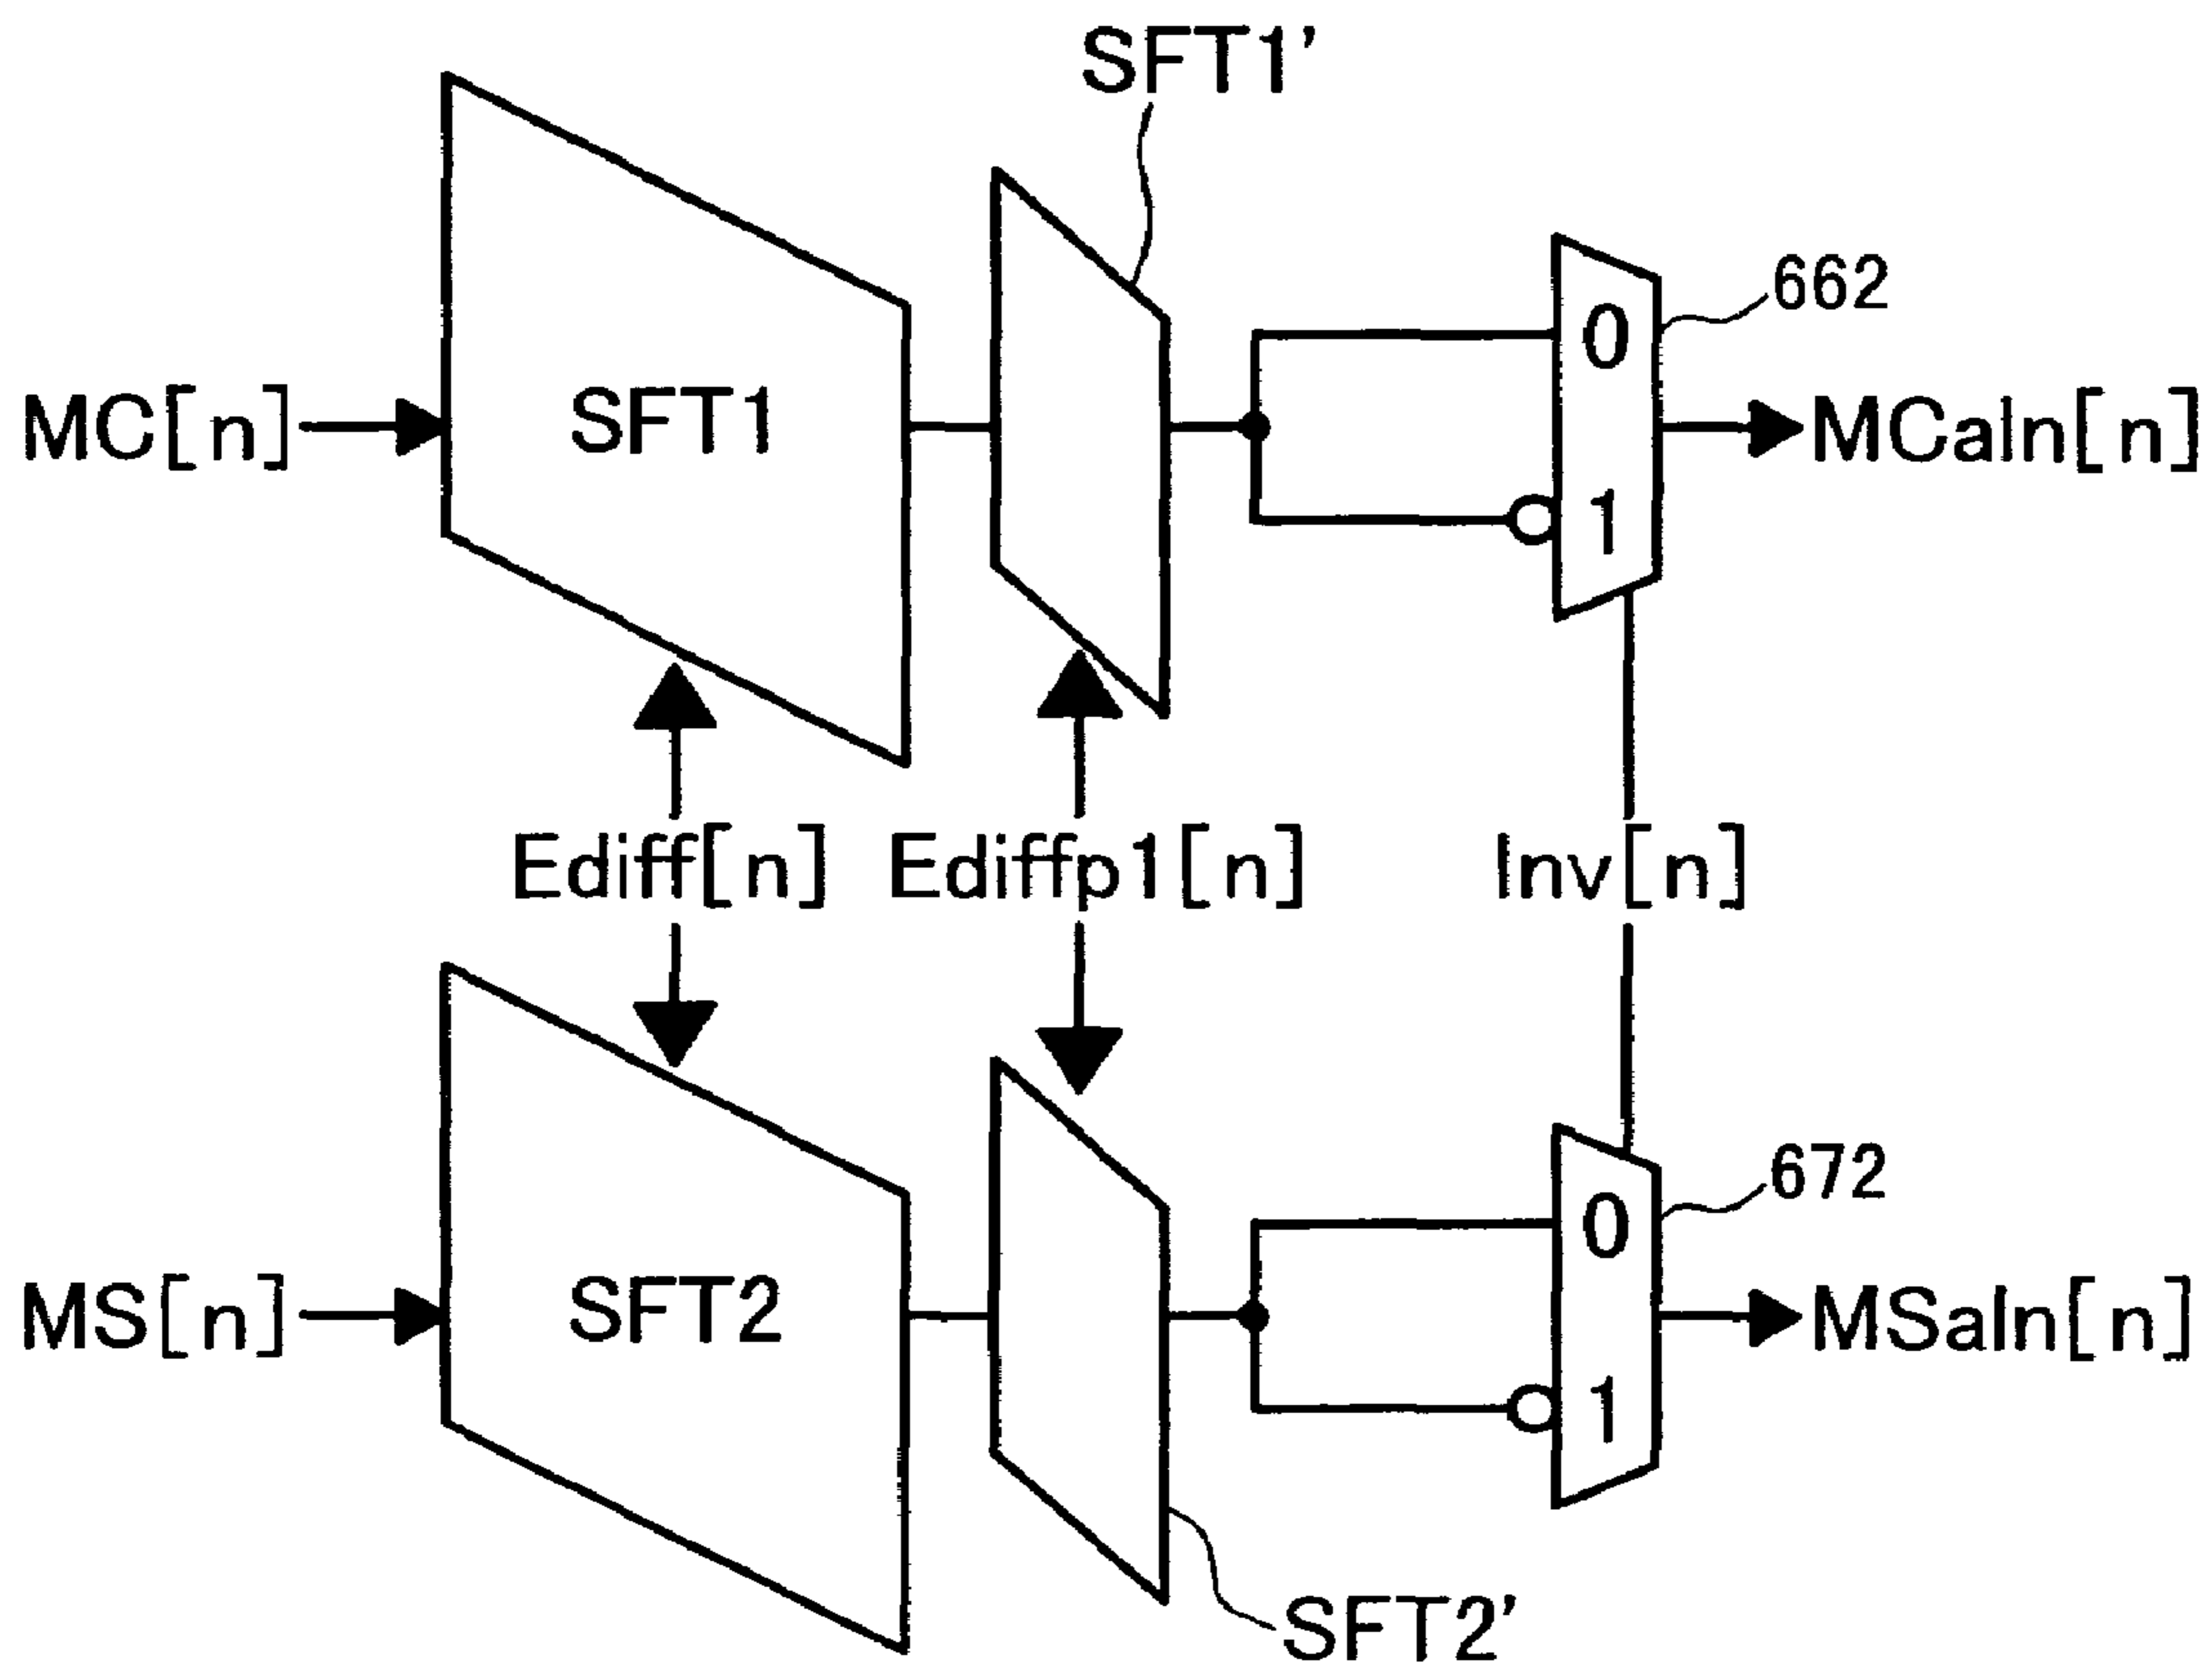 SFT1'
662
MC[n]
SFT1
0
1
MCaln[n]
Ediff[n]
Ediffp1[n]
Inv[n]
672
MS[n]
SFT2
0
1
MSaln[n]
SFT2'